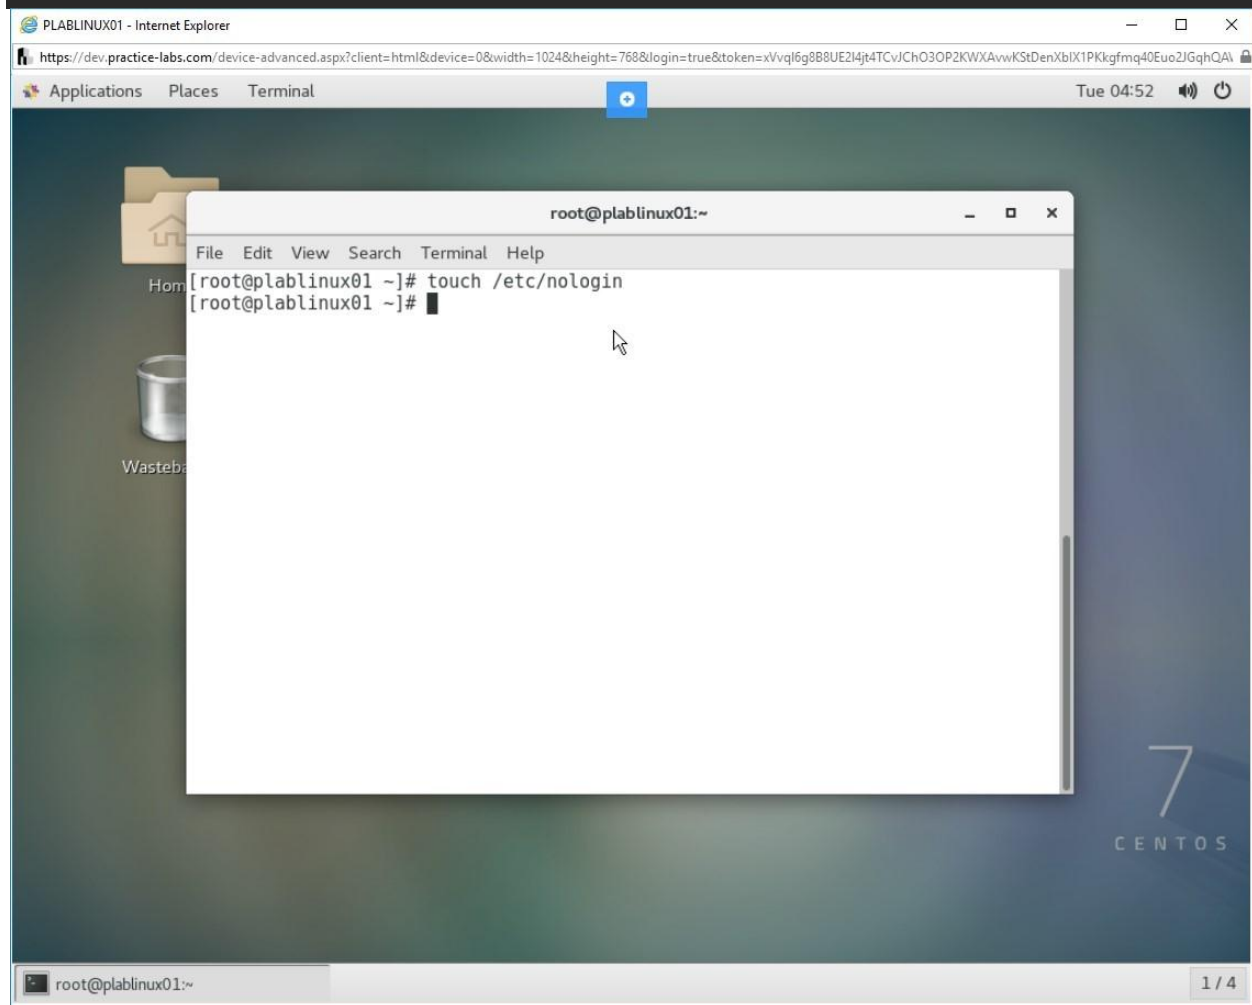 PLABLINUX01 - Internet Explorer
Applications Places Terminal
Tue 04:52
root@plablinux01:~
File Edit View Search Terminal Help
[root@plablinux01 ~]# touch /etc/nologin
[root@plablinux01 ~]#
Hom
Wasteba
7
CENTOS
root@plablinux01:~
1 / 4